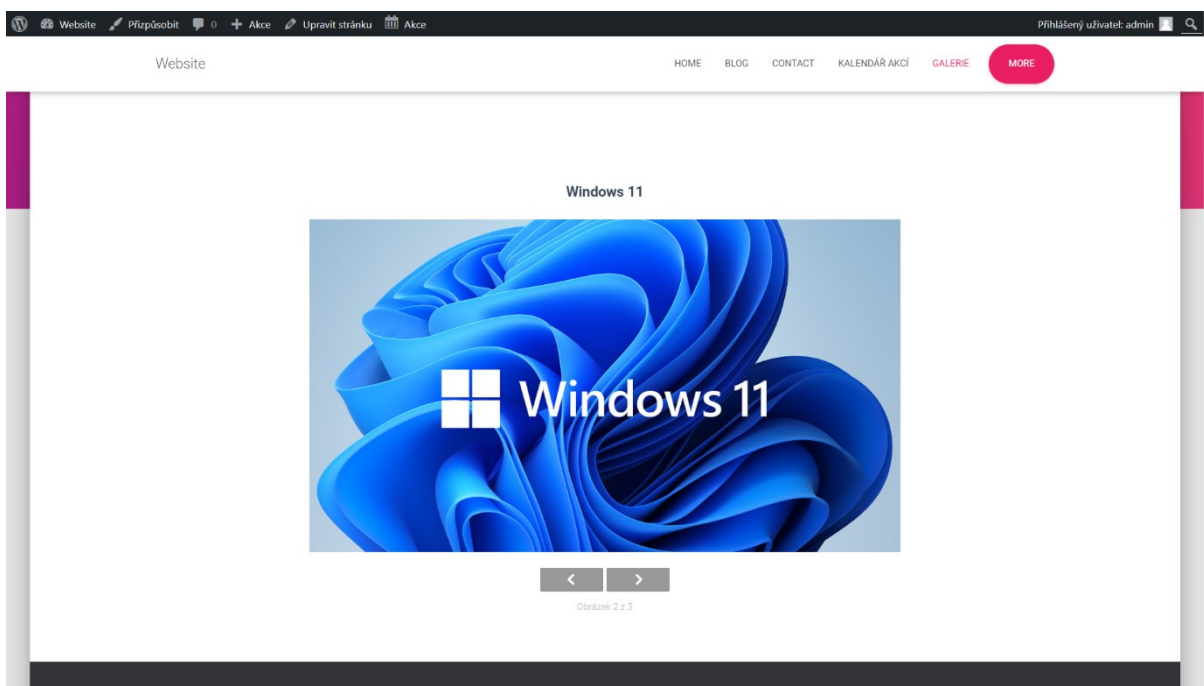 Website Přizpůsobit 0 Akce Upravit stránku Akce Přihlášený uživatel: admin
Website HOME BLOG CONTACT KALENDÁŘ AKCÍ GALERIE MORE
Windows 11
Windows 11
Obrázek 2 z 3